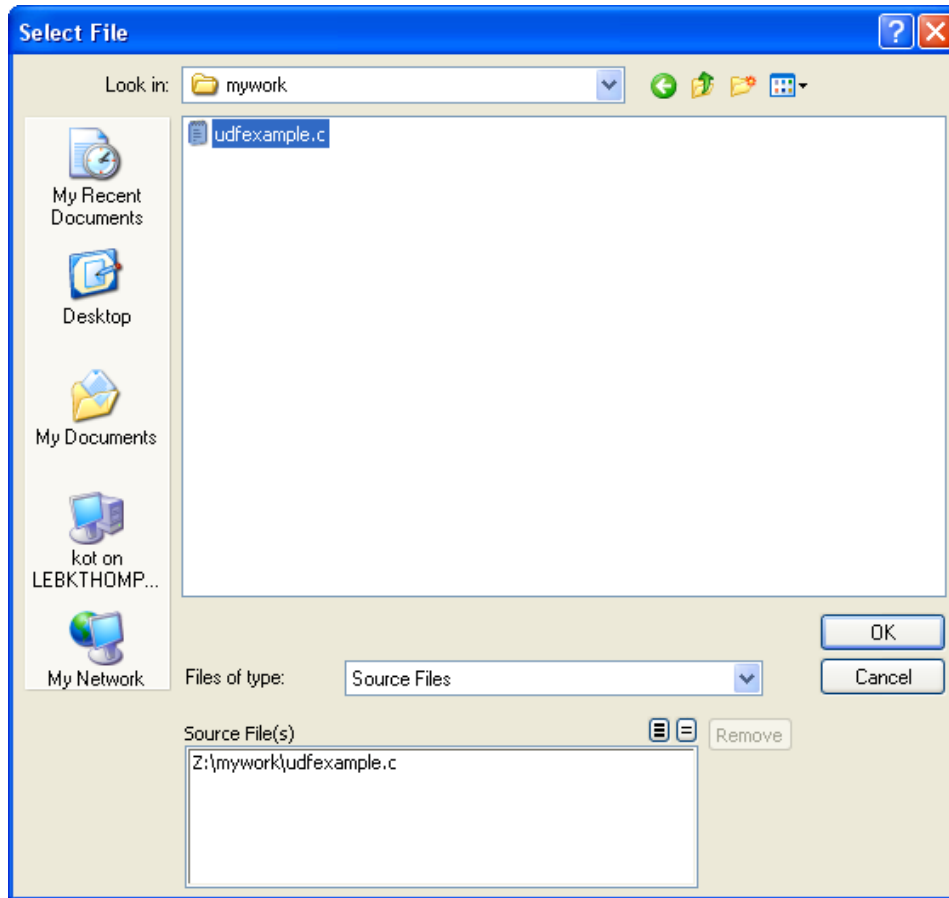 Select File
Look in:
mywork
udfexample.c
My Recent
Documents
Desktop
My Documents
kot on
LEBKTHOMP...
My Network
OK
Files of type:
Source Files
Cancel
Source File(s)
Remove
Z:\mywork\udfexample.c